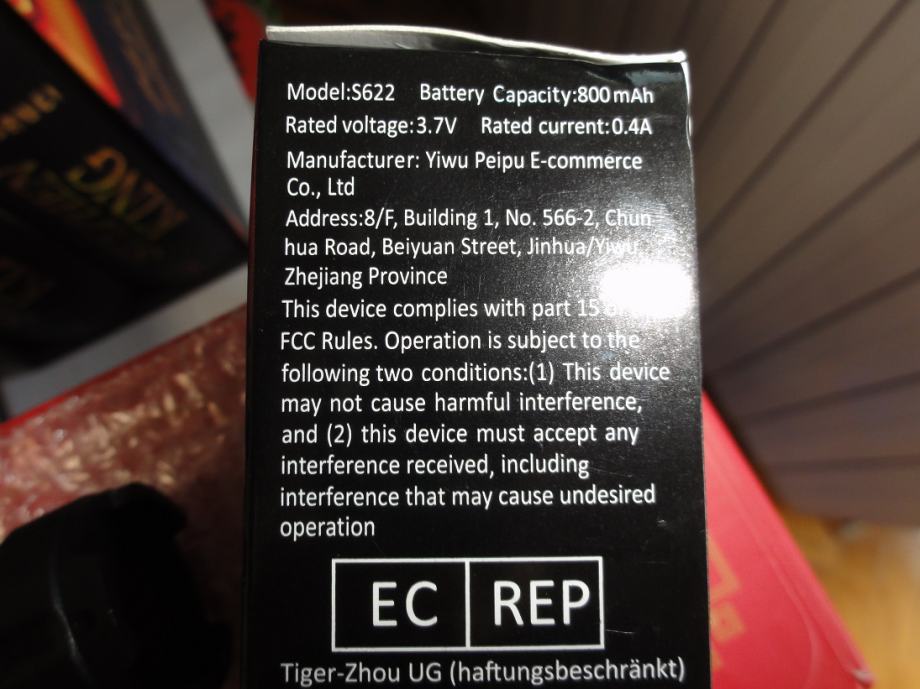 Model:S622 Battery Capacity:800mAh
Rated voltage:3.7V Rated current:0.4A
Manufacturer: Yiwu Peipu E-commerce
Co., Ltd
Address:8/F, Building 1, No. 566-2, Chun
hua Road, Beiyuan Street, Jinhua/Yiwu,
Zhejiang Province
This device complies with part 15
FCC Rules. Operation is subject to the
following two conditions:(1) This device
may not cause harmful interference,
and (2) this device must accept any
interference received, including
interference that may cause undesired
operation
EC REP
Tiger-Zhou UG (haftungsbeschränkt)
KING